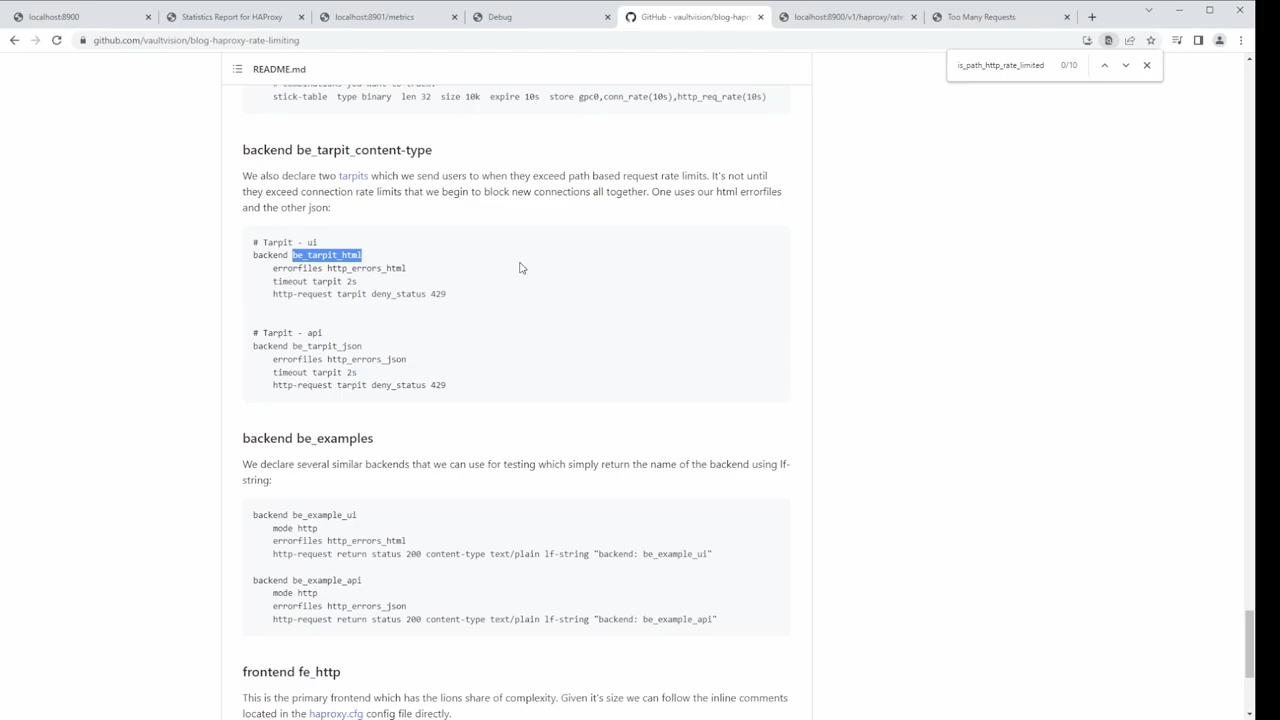 localhost:8900
Statistics Report for HAProxy
localhost:8901/metrics
Debug
GitHub - vaultvision/blog-hapro
localhost:8900/v1/haproxy/rate
Too Many Requests
github.com/vaultvision/blog-haproxy-rate-limiting
is_path_http_rate_limited 0/10
README.md
stick-table type binary len 32 size 10k expire 10s store gpc0,conn_rate(10s),http_req_rate(10s)
backend be_tarpit_content-type
We also declare two tarpits which we send users to when they exceed path based request rate limits. It's not until
they exceed connection rate limits that we begin to block new connections all together. One uses our html errorfiles
and the other json:
# Tarpit - ui
backend be_tarpit_html
errorfiles http_errors_html
timeout tarpit 2s
http-request tarpit deny_status 429
# Tarpit - api
backend be_tarpit_json
errorfiles http_errors_json
timeout tarpit 2s
http-request tarpit deny_status 429
backend be_examples
We declare several similar backends that we can use for testing which simply return the name of the backend using lf-
string:
backend be_example_ui
mode http
errorfiles http_errors_html
http-request return status 200 content-type text/plain lf-string "backend: be_example_ui"
backend be_example_api
mode http
errorfiles http_errors_json
http-request return status 200 content-type text/plain lf-string "backend: be_example_api"
frontend fe_http
This is the primary frontend which has the lions share of complexity. Given it's size we can follow the inline comments
located in the haproxy.cfg config file directly.